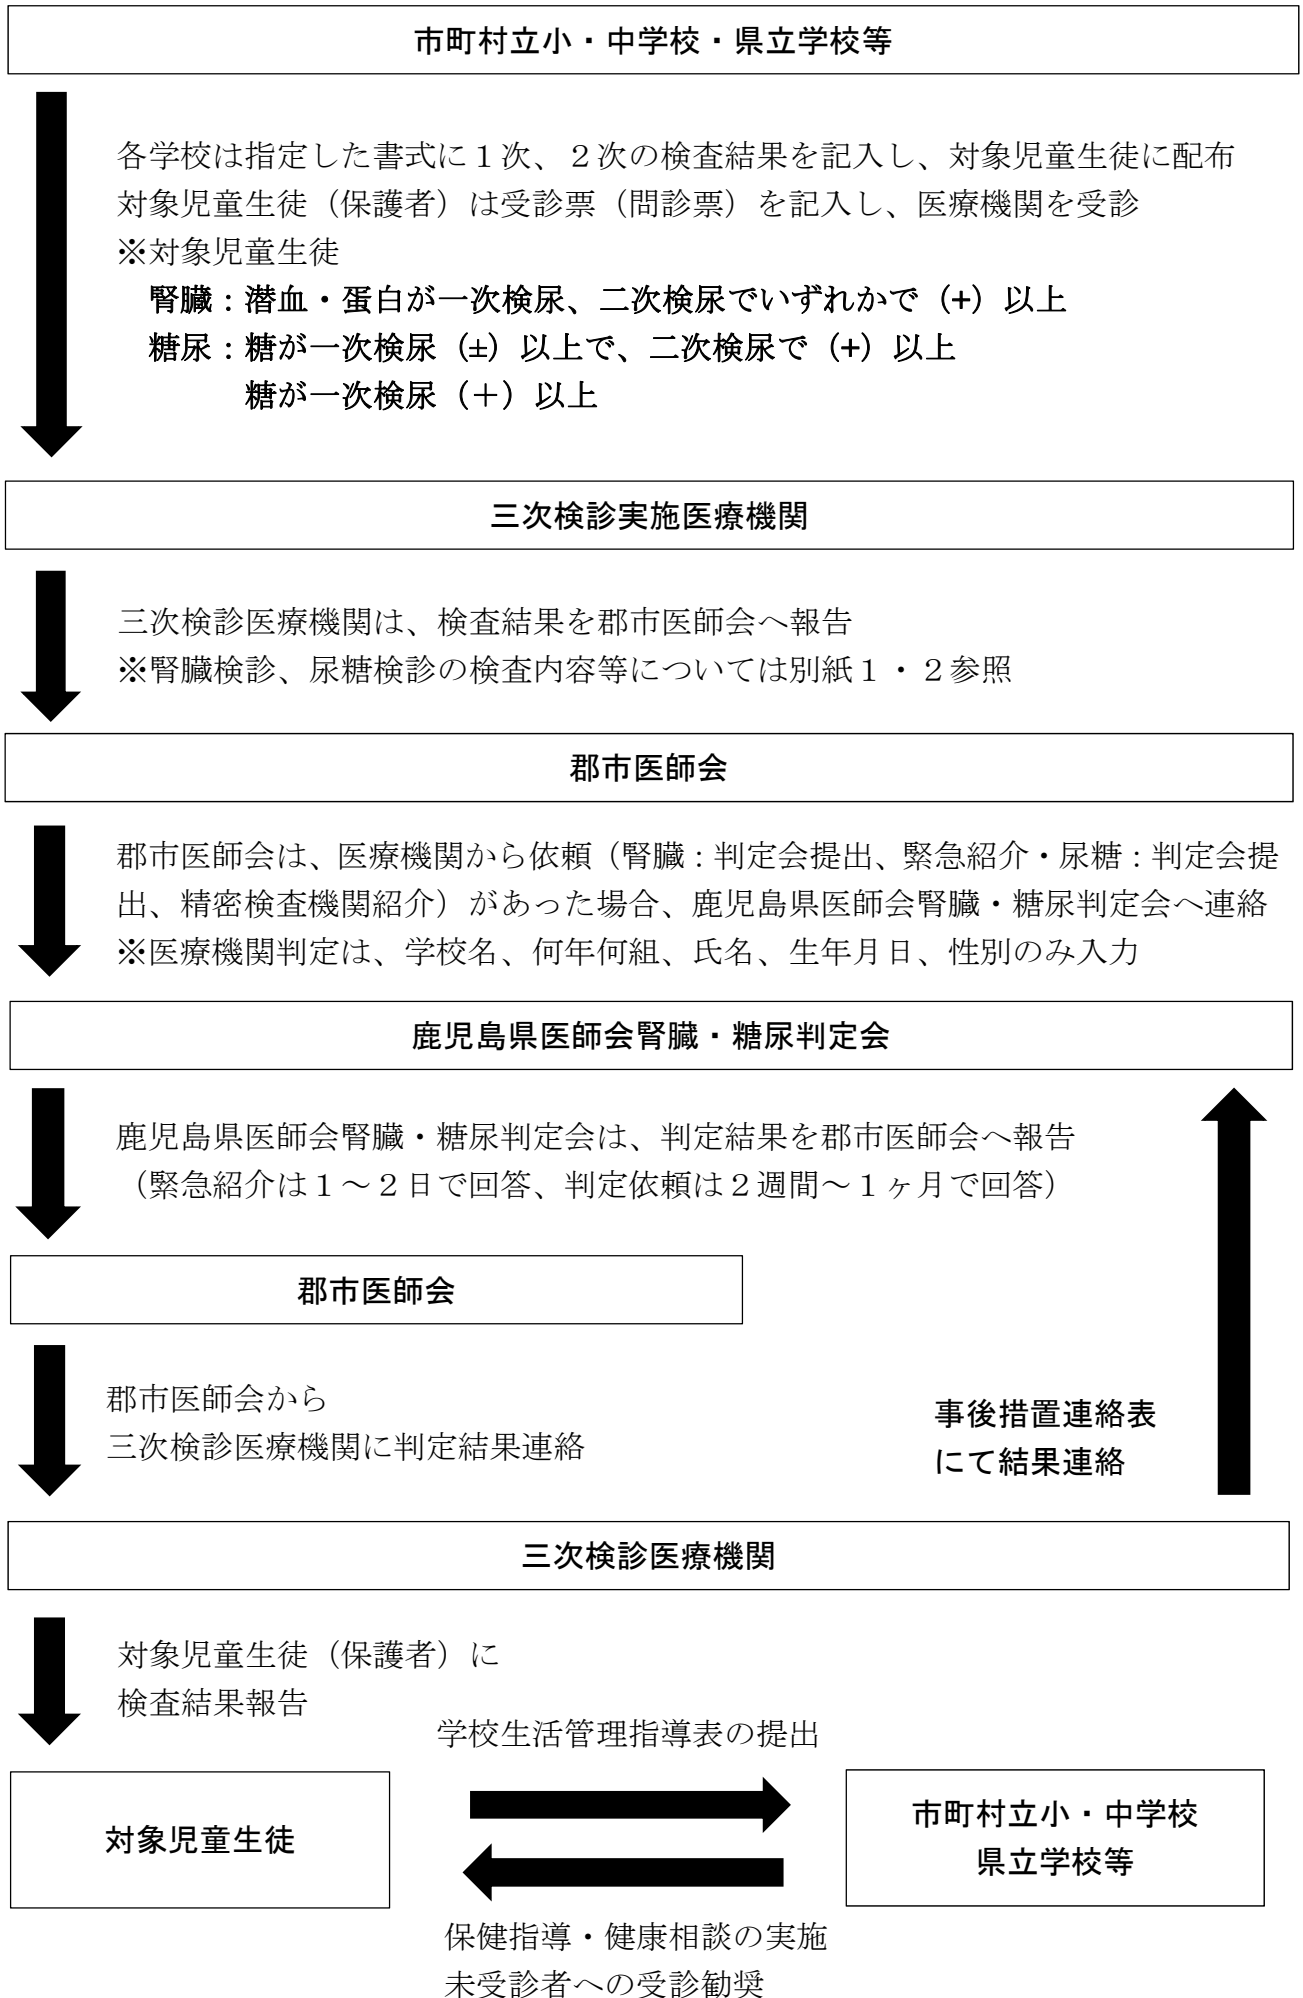 市町村立小・中学校・県立学校等
各学校は指定した書式に１次、２次の検査結果を記入し、対象児童生徒に配布
対象児童生徒（保護者）は受診票（問診票）を記入し、医療機関を受診
※対象児童生徒
腎臓：潜血・蛋白が一次検尿、二次検尿でいずれかで（+）以上
糖尿：糖が一次検尿（±）以上で、二次検尿で（+）以上
糖が一次検尿（＋）以上
三次検診実施医療機関
三次検診医療機関は、検査結果を郡市医師会へ報告
※腎臓検診、尿糖検診の検査内容等については別紙１・２参照
郡市医師会
郡市医師会は、医療機関から依頼（腎臓：判定会提出、緊急紹介・尿糖：判定会提
出、精密検査機関紹介）があった場合、鹿児島県医師会腎臓・糖尿判定会へ連絡
※医療機関判定は、学校名、何年何組、氏名、生年月日、性別のみ入力
鹿児島県医師会腎臓・糖尿判定会
鹿児島県医師会腎臓・糖尿判定会は、判定結果を郡市医師会へ報告
（緊急紹介は１～２日で回答、判定依頼は２週間～１ヶ月で回答）
郡市医師会
郡市医師会から
三次検診医療機関に判定結果連絡
事後措置連絡表
にて結果連絡
三次検診医療機関
対象児童生徒（保護者）に
検査結果報告
学校生活管理指導表の提出
対象児童生徒
市町村立小・中学校
県立学校等
保健指導・健康相談の実施
未受診者への受診勧奨